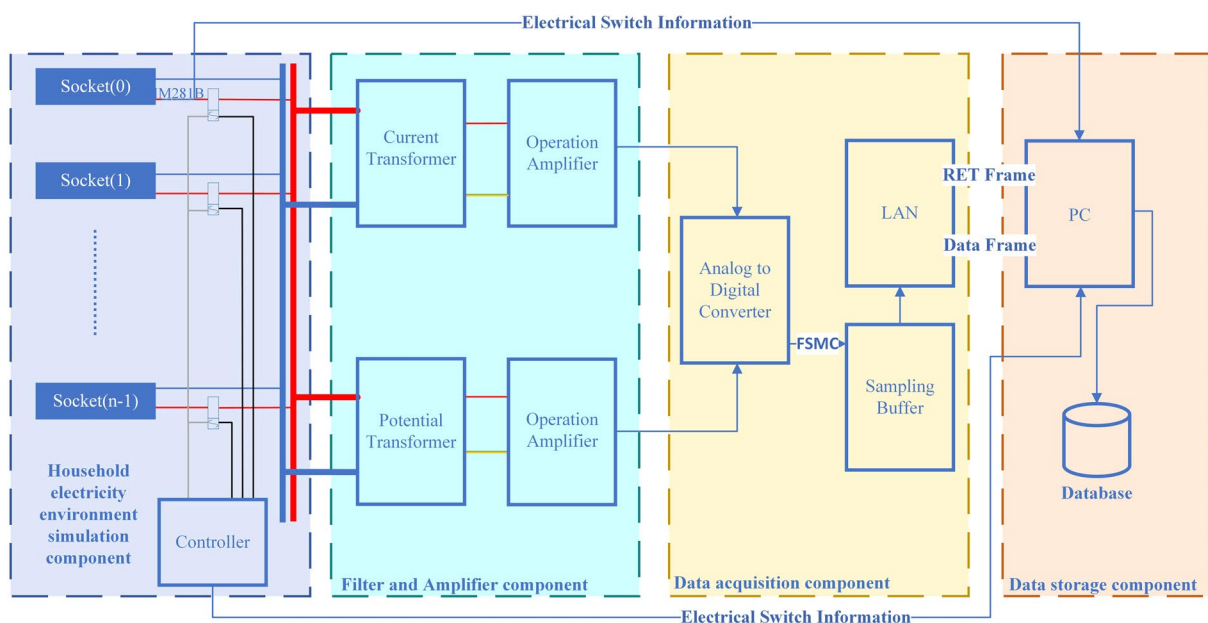 Electrical Switch Information
Socket(0)
IM281B
Socket(1)
Socket(n-1)
Household
electricity
environment
simulation
component
Controller
Current
Transformer
Operation
Amplifier
Potential
Transformer
Operation
Amplifier
Filter and Amplifier component
Analog to
Digital
Converter
FSMC
LAN
Sampling
Buffer
Data acquisition component
RET Frame
Data Frame
PC
Database
Data storage component
Electrical Switch Information